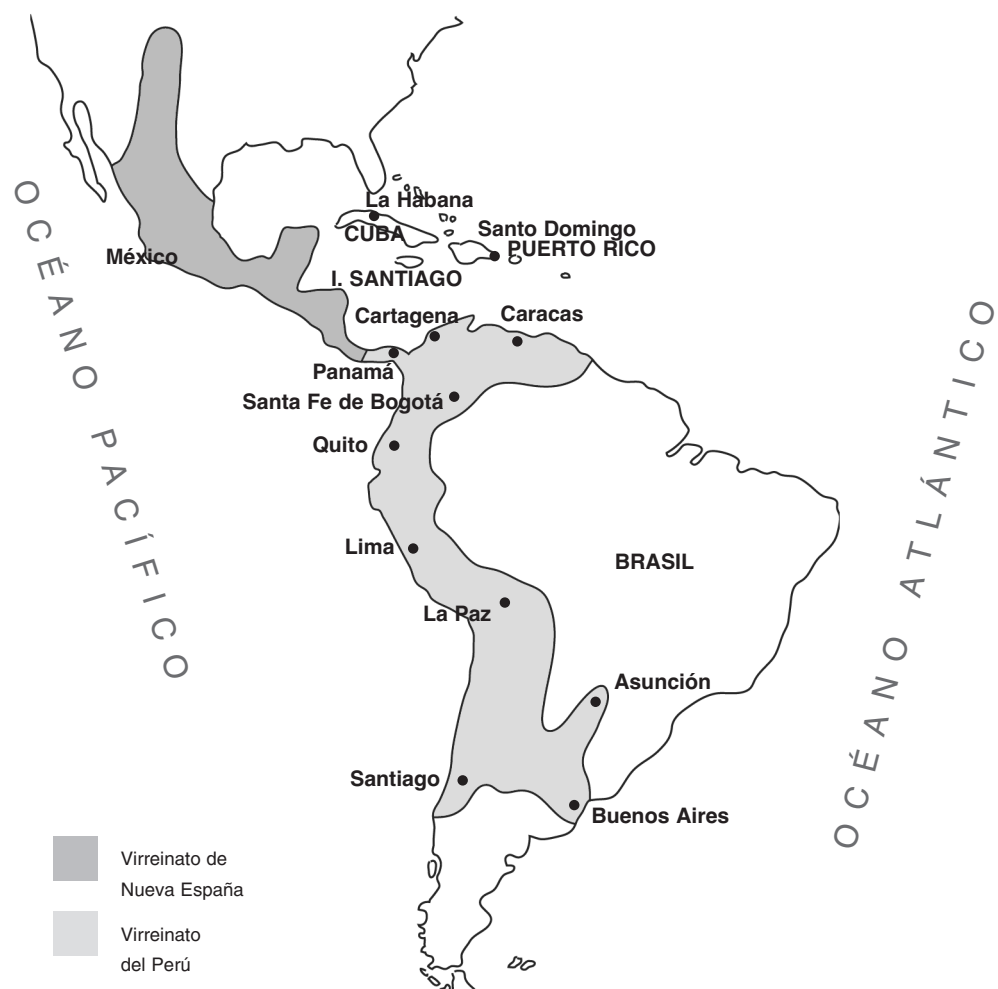 OCÉANO PACÍFICO
La Habana
CUBA
Santo Domingo
PUERTO RICO
México
I. SANTIAGO
Cartagena
Caracas
Panamá
Santa Fe de Bogotá
Quito
Lima
BRASIL
La Paz
Asunción
Santiago
Buenos Aires
OCÉANO ATLÁNTICO
Virreinato de
Nueva España
Virreinato
del Perú